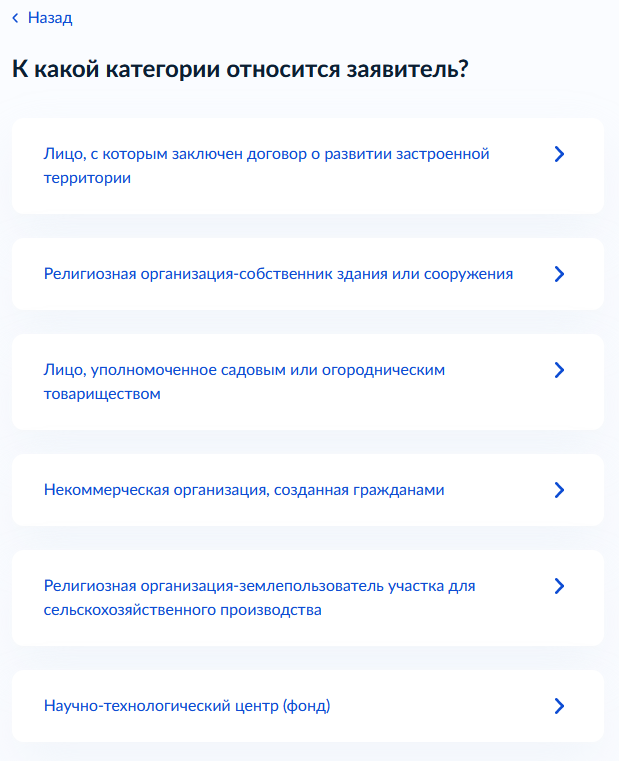 Назад
К какой категории относится заявитель?
Лицо, с которым заключен договор о развитии застроенной
территории
Религиозная организация-собственник здания или сооружения
Лицо, уполномоченное садовым или огородническим
товариществом
Некоммерческая организация, созданная гражданами
Религиозная организация-землепользователь участка для
сельскохозяйственного производства
Научно-технологический центр (фонд)